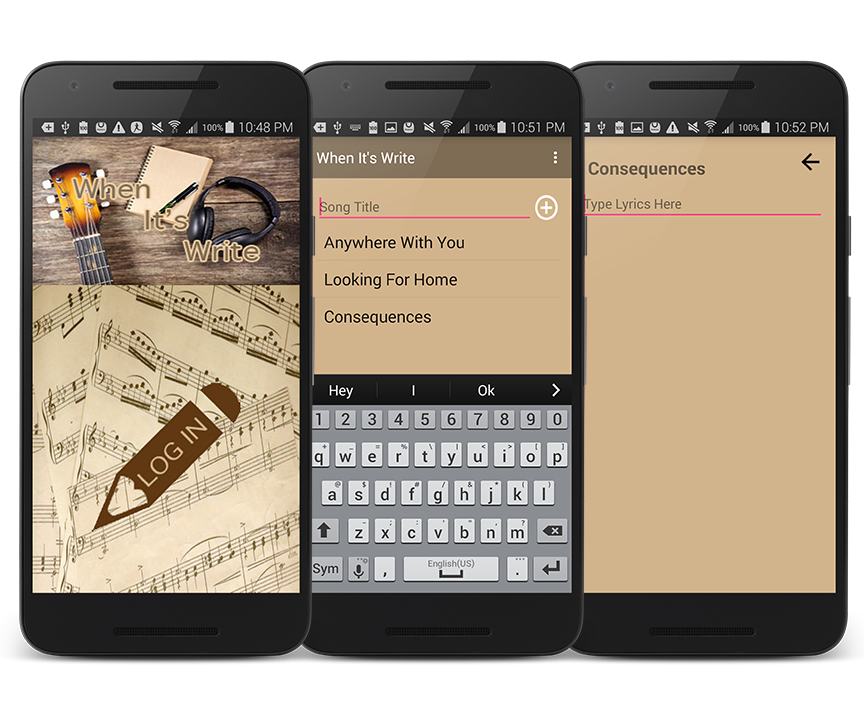 10:48 PM
100%
When
It's
Write
LOG IN
100% 10:51 PM
When It's Write
Song Title
Anywhere With You
Looking For Home
Consequences
Hey I Ok
1 2 3 4 5 6 7 8 9 0
q w e r t y u i o p
a s d f g h j k l
z x c v b n m
Sym , English(US) .
100% 10:52 PM
Consequences
Type Lyrics Here